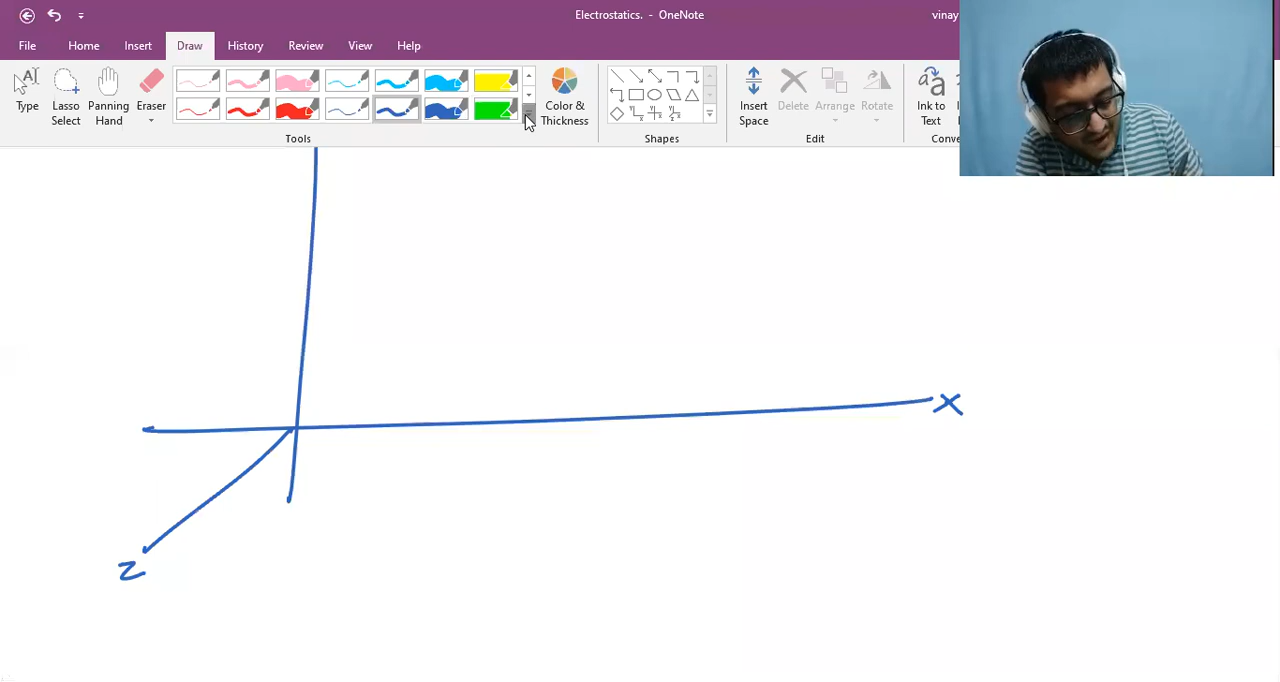 Electrostatics. - OneNote
vinay
File Home Insert Draw History Review View Help
Type
Lasso Select
Panning Hand
Eraser
Color & Thickness
Insert Space
Delete
Arrange
Rotate
Ink to Text
Tools
Shapes
Edit
Conve
x
z